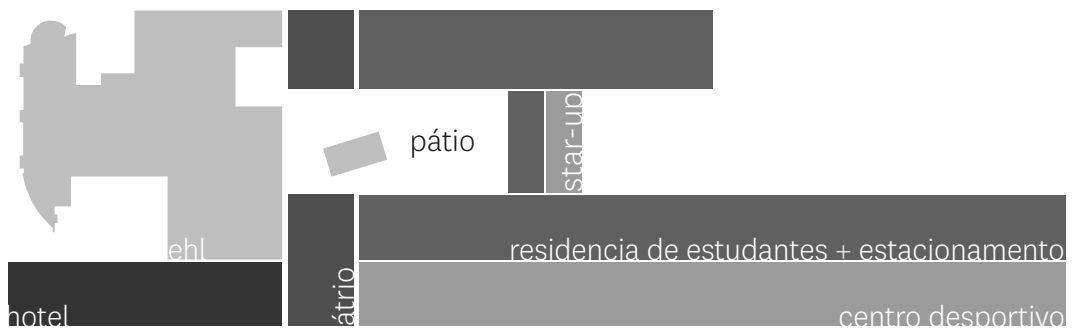 pátio
star-up
ehl
residencia de estudantes + estacionamento
átrio
hotel
centro desportivo